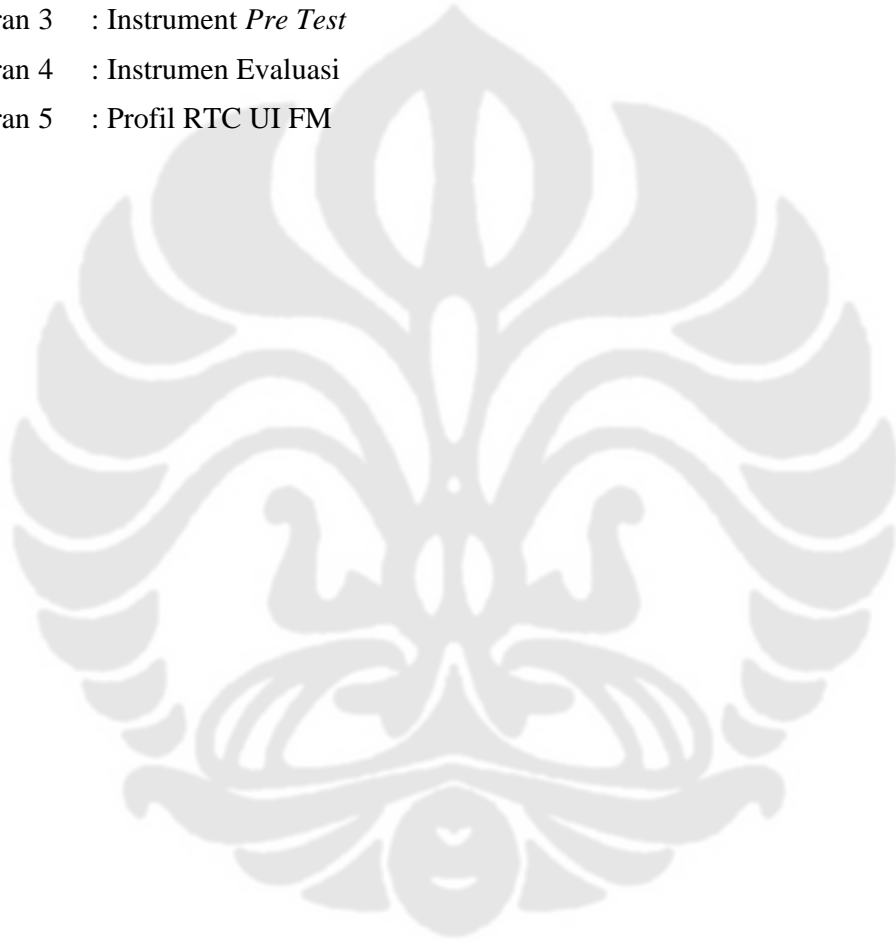 ran 3 : Instrument Pre Test
ran 4 : Instrumen Evaluasi
ran 5 : Profil RTC UI FM